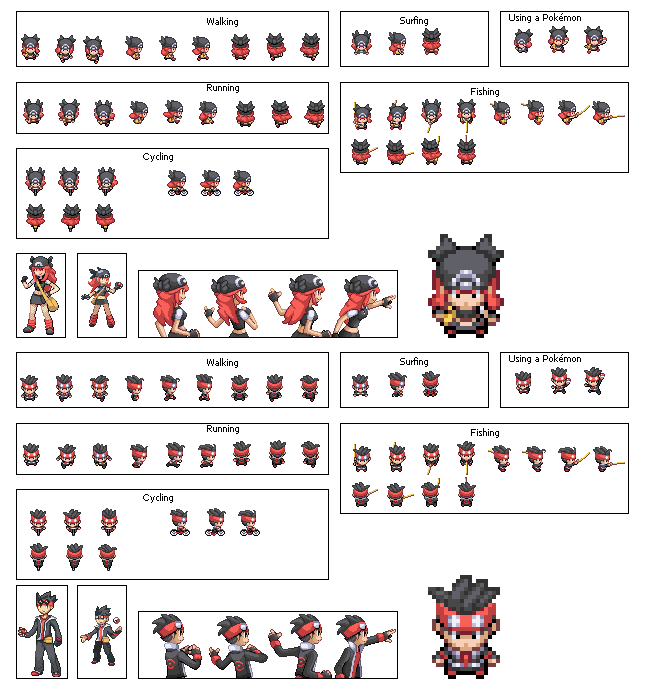 Walking
Surfing
Using a Pokémon
Running
Fishing
Cycling
Walking
Surfing
Using a Pokémon
Running
Fishing
Cycling